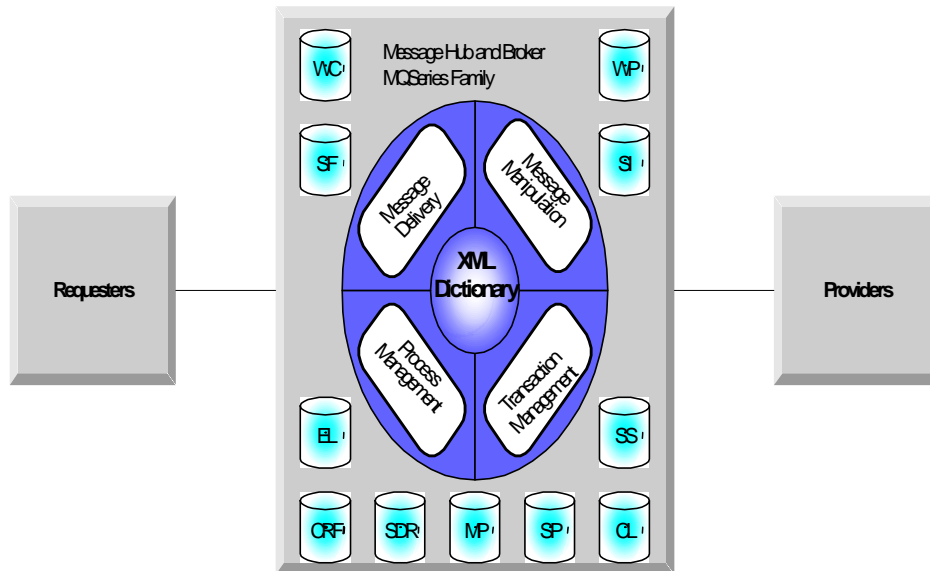 WC
Message Hub and Broker
MQSeries Family
WP
SF
SI
Message
Delivery
Message
Manipulation
XML
Dictionary
Requesters
Providers
Process
Management
Transaction
Management
EL
SS
CRF
SDR
MP
SP
CL